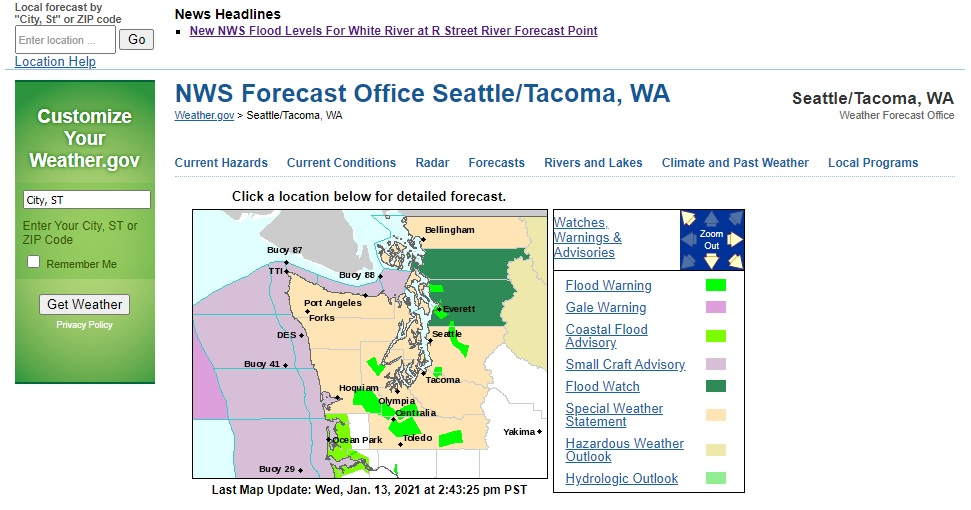 Local forecast by
"City, St" or ZIP code
Enter location ...
Go
Location Help
News Headlines
New NWS Flood Levels For White River at R Street River Forecast Point
Customize
Your
Weather.gov
City, ST
Enter Your City, ST or
ZIP Code
Remember Me
Get Weather
Privacy Policy
NWS Forecast Office Seattle/Tacoma, WA
Weather.gov > Seattle/Tacoma, WA
Seattle/Tacoma, WA
Weather Forecast Office
Current Hazards Current Conditions Radar Forecasts Rivers and Lakes Climate and Past Weather Local Programs
Click a location below for detailed forecast.
Bellingham
Buoy 87
TTI
Buoy 88
Port Angeles
Forks
Everett
DES
Seattle
Buoy 41
Tacoma
Hoquiam
Olympia
Centralia
Ocean Park
Toledo
Yakima
Buoy 29
Last Map Update: Wed, Jan. 13, 2021 at 2:43:25 pm PST
Watches,
Warnings &
Advisories
Zoom
Out
Flood Warning
Gale Warning
Coastal Flood
Advisory
Small Craft Advisory
Flood Watch
Special Weather
Statement
Hazardous Weather
Outlook
Hydrologic Outlook